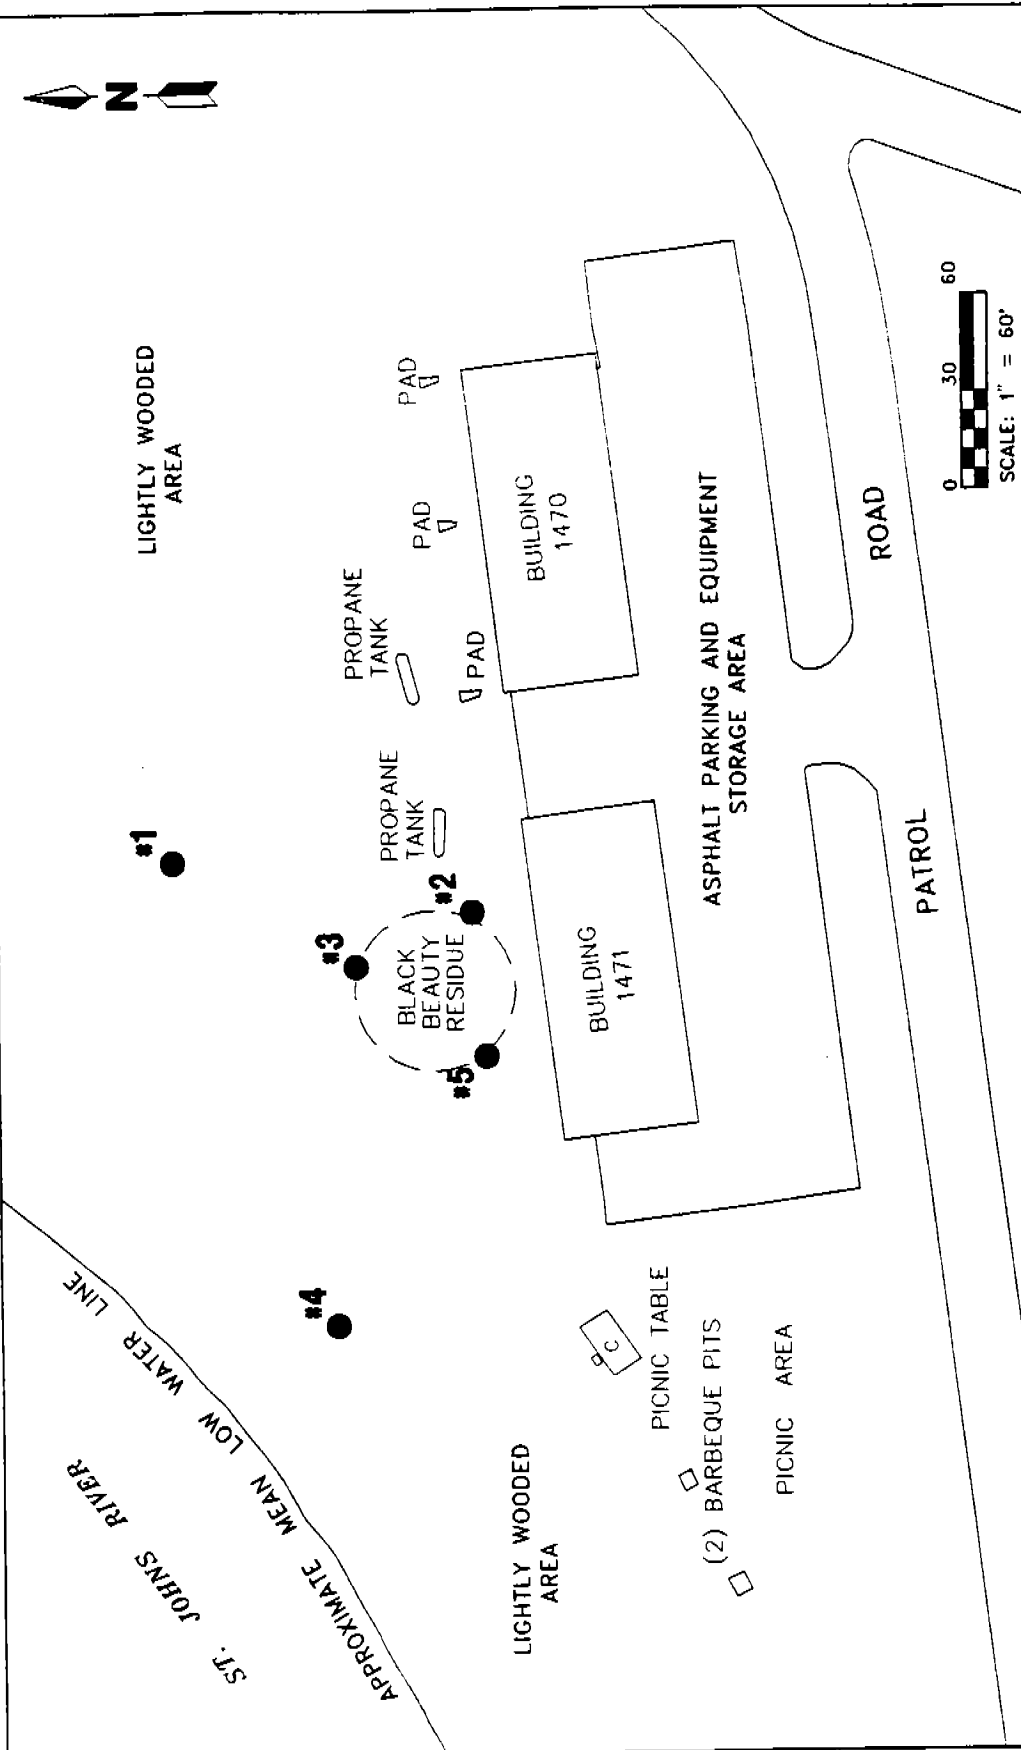 N
LIGHTLY WOODED
AREA
PAD
PAD
PROPANE
TANK
PAD
PROPANE
TANK
BUILDING
1470
#1
#2
#3
BLACK
BEAUTY
RESIDUE
#5
#4
BUILDING
1471
ASPHALT PARKING AND EQUIPMENT
STORAGE AREA
PATROL ROAD
0 30 60
SCALE: 1" = 60'
ST. JOHNS RIVER
APPROXIMATE MEAN LOW WATER LINE
LIGHTLY WOODED
AREA
C
PICNIC TABLE
(2) BARBEQUE PITS
PICNIC AREA